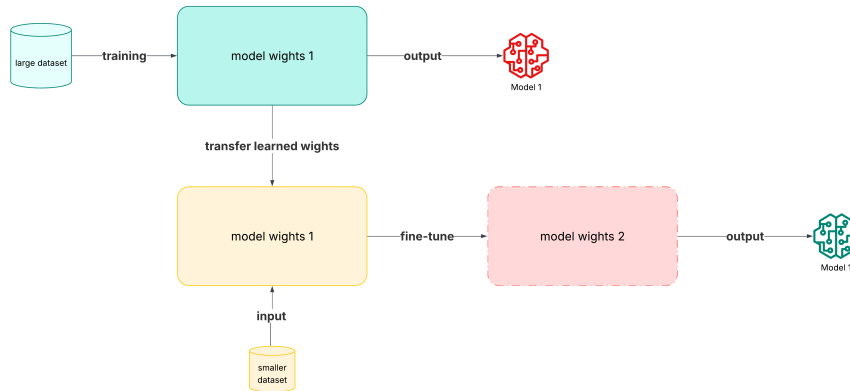 large dataset
training
model wights 1
output
Model 1
transfer learned wights
model wights 1
fine-tune
model wights 2
output
Model 1
input
smaller
dataset